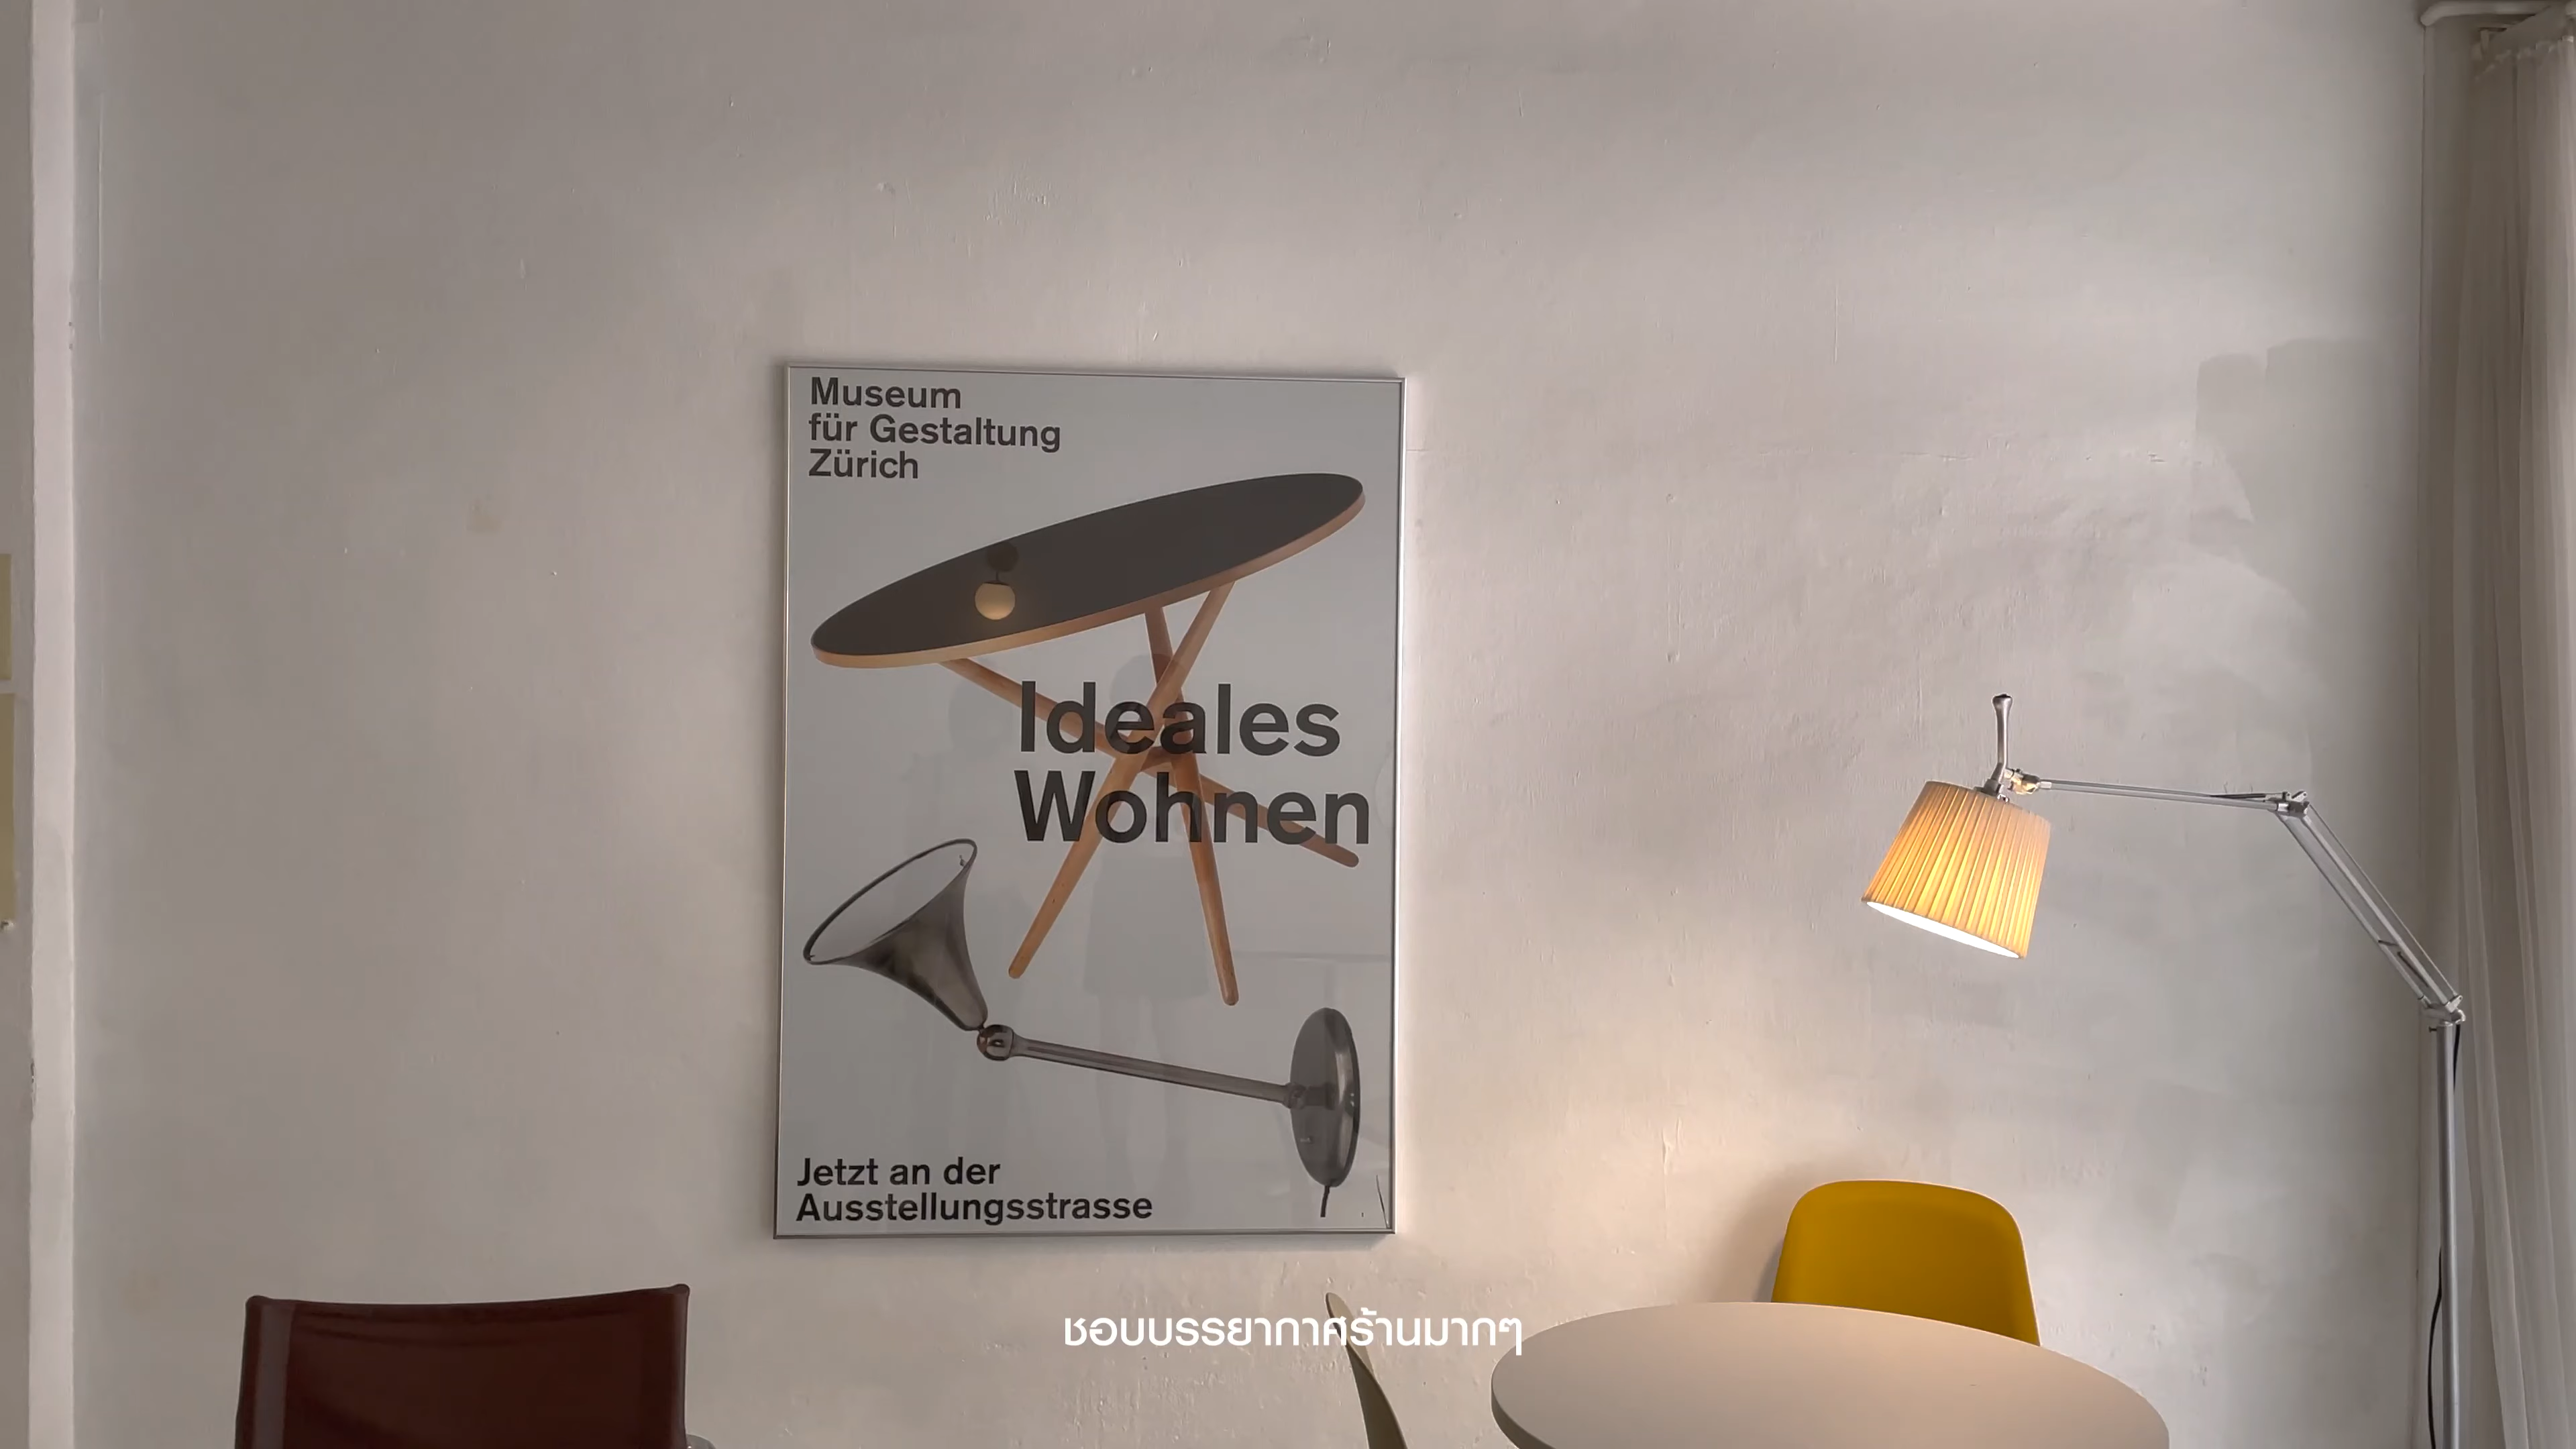 Museum
für Gestaltung
Zürich
Ideales
Wohnen
Jetzt an der
Ausstellungsstrasse
ชอบบรรยากาศร้านมากๆ